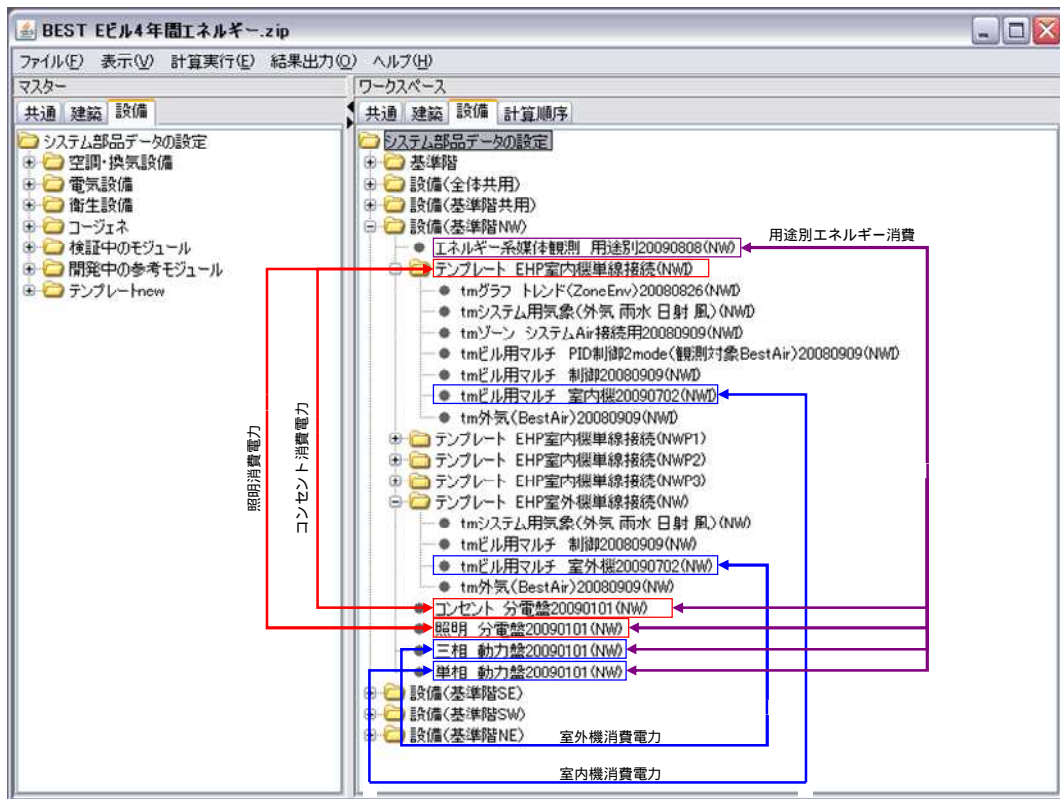 BEST Eビル4年間エネルギー.zip
ファイル(F) 表示(V) 計算実行(E) 結果出力(O) ヘルプ(H)
マスター
共通 建築 設備
システム部品データの設定
空調・換気設備
電気設備
衛生設備
コージェネ
検証中のモジュール
開発中の参考モジュール
テンプレートnew
ワークスペース
共通 建築 設備 計算順序
システム部品データの設定
基準階
設備(全体共用)
設備(基準階共用)
設備(基準階NW)
エネルギー系媒体観測 用途別20090808(NW)
テンプレート EHP室内機単線接続(NWI)
tmグラフ トレンド(ZoneEnv)20080826(NWI)
tmシステム用気象(外気 雨水 日射 風)(NWI)
tmゾーン システムAir接続用20080909(NWI)
tmビル用マルチ PID制御2mode(観測対象BestAir)20080909(NWI)
tmビル用マルチ 制御20080909(NWI)
tmビル用マルチ 室内機20090702(NWI)
tm外気(BestAir)20080909(NWI)
テンプレート EHP室内機単線接続(NWP1)
テンプレート EHP室内機単線接続(NWP2)
テンプレート EHP室内機単線接続(NWP3)
テンプレート EHP室外機単線接続(NW)
tmシステム用気象(外気 雨水 日射 風)(NW)
tmビル用マルチ 制御20080909(NW)
tmビル用マルチ 室外機20090702(NW)
tm外気(BestAir)20080909(NW)
コンセント 分電盤20090101(NW)
照明 分電盤20090101(NW)
三相 動力盤20090101(NW)
単相 動力盤20090101(NW)
設備(基準階SE)
設備(基準階SW)
設備(基準階NE)
用途別エネルギー消費
照明消費電力
コンセント消費電力
室外機消費電力
室内機消費電力